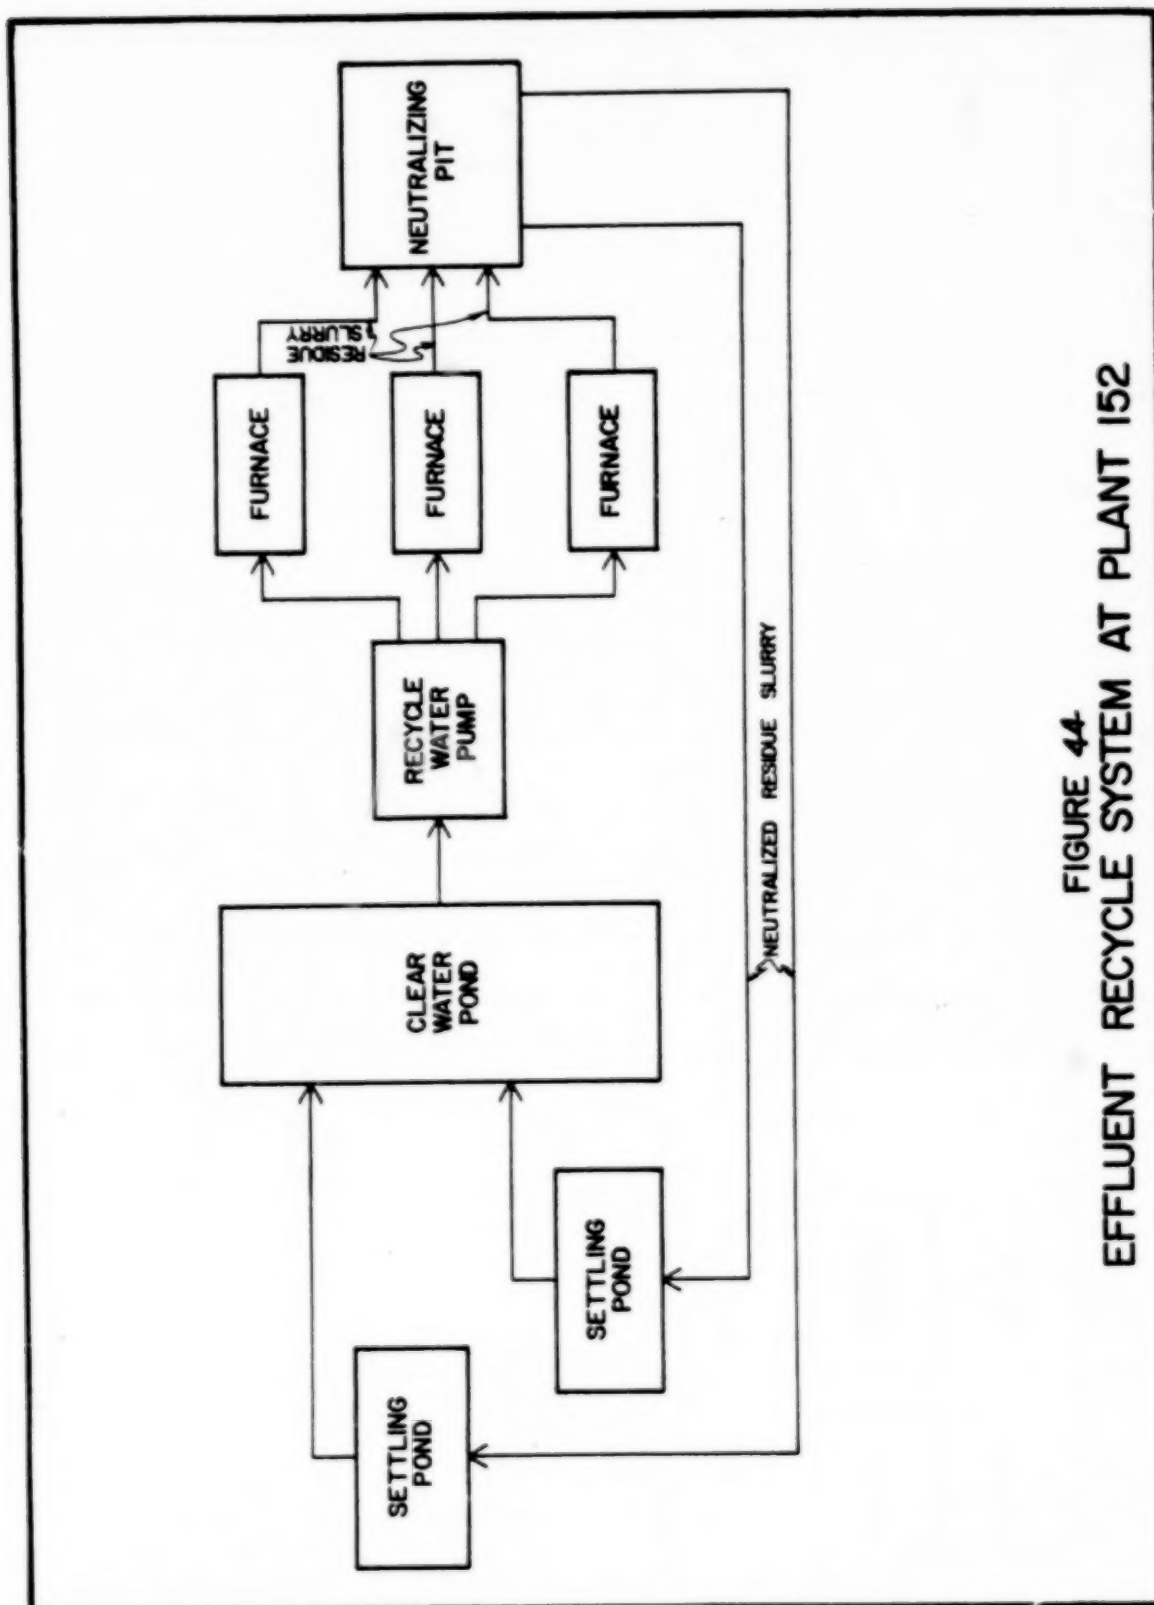 SETTLING
POND
SETTLING
POND
CLEAR
WATER
POND
RECYCLE
WATER
PUMP
FURNACE
FURNACE
FURNACE
RESIDUE
SLURRY
NEUTRALIZING
PIT
NEUTRALIZED RESIDUE SLURRY
FIGURE 44
EFFLUENT RECYCLE SYSTEM AT PLANT 152